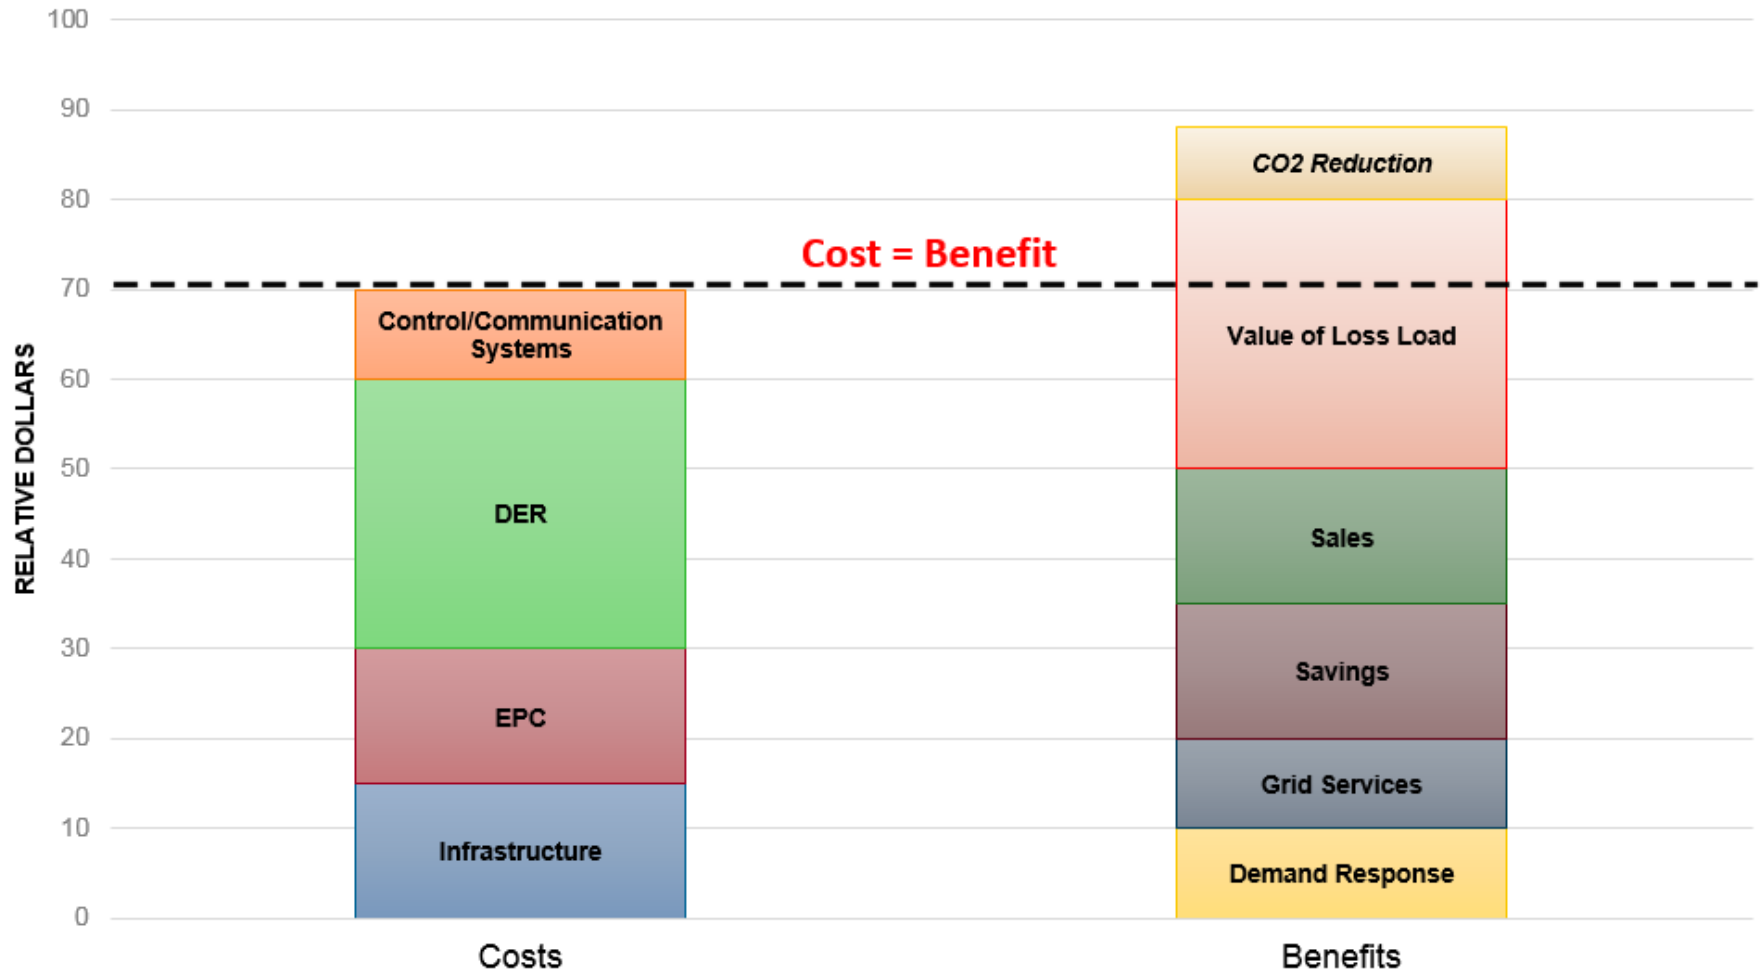 100
90
80
70
60
50
40
30
20
10
0
RELATIVE DOLLARS
Cost = Benefit
Control/Communication
Systems
DER
EPC
Infrastructure
CO2 Reduction
Value of Loss Load
Sales
Savings
Grid Services
Demand Response
Costs
Benefits